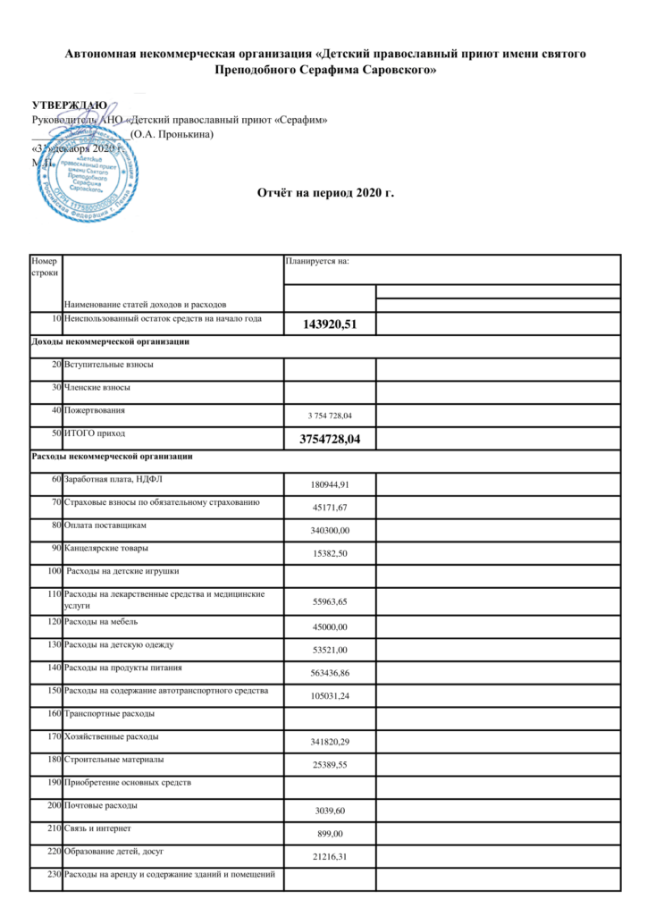 Автономная некоммерческая организация «Детский православный приют имени святого
Преподобного Серафима Саровского»
УТВЕРЖДАЮ
Руководитель АНО «Детский православный приют «Серафим»
(О.А. Пронькина)
«31»декабря 2020 г.
М.П.
«Детский
православный приют
имени Святого
Преподобного
Серафима
Саровского»
Отчёт на период 2020 г.
Номер
строки
Планируется на:
Наименование статей доходов и расходов
10 Неиспользованный остаток средств на начало года 143920,51
Доходы некоммерческой организации
20 Вступительные взносы
30 Членские взносы
40 Пожертвования 3 754 728,04
50 ИТОГО приход 3754728,04
Расходы некоммерческой организации
60 Заработная плата, НДФЛ 180944,91
70 Страховые взносы по обязательному страхованию 45171,67
80 Оплата поставщикам 340300,00
90 Канцелярские товары 15382,50
100 Расходы на детские игрушки
110 Расходы на лекарственные средства и медицинские
услуги 55963,65
120 Расходы на мебель 45000,00
130 Расходы на детскую одежду 53521,00
140 Расходы на продукты питания 563436,86
150 Расходы на содержание автотранспортного средства 105031,24
160 Транспортные расходы
170 Хозяйственные расходы 341820,29
180 Строительные материалы 25389,55
190 Приобретение основных средств
200 Почтовые расходы 3039,60
210 Связь и интернет 899,00
220 Образование детей, досуг 21216,31
230 Расходы на аренду и содержание зданий и помещений